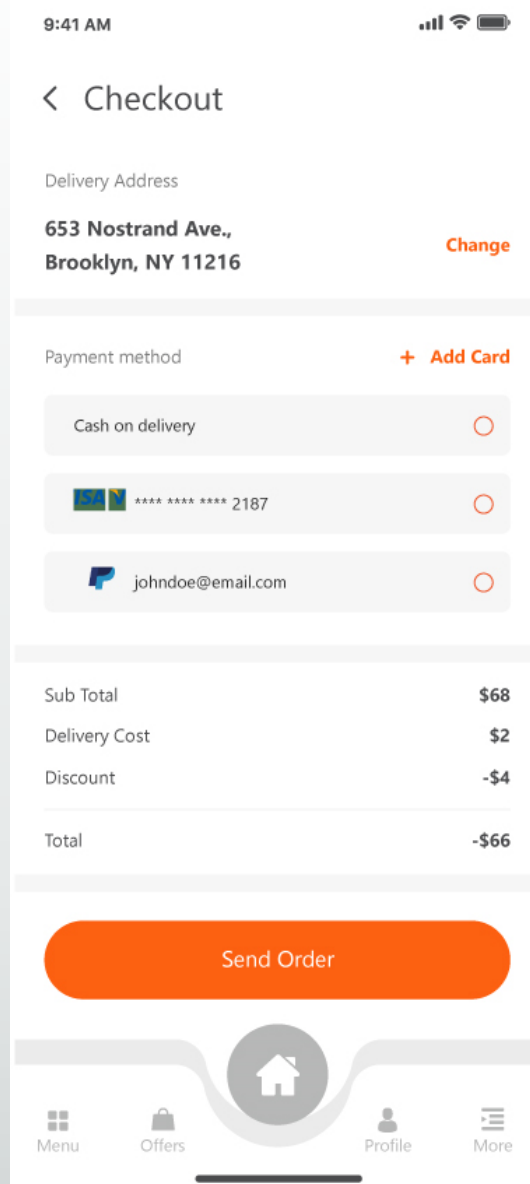 9:41 AM
Checkout
Delivery Address
653 Nostrand Ave.,
Brooklyn, NY 11216
Change
Payment method
+ Add Card
Cash on delivery
ISA V **** **** **** 2187
johndoe@email.com
Sub Total $68
Delivery Cost $2
Discount -$4
Total -$66
Send Order
Menu Offers Profile More